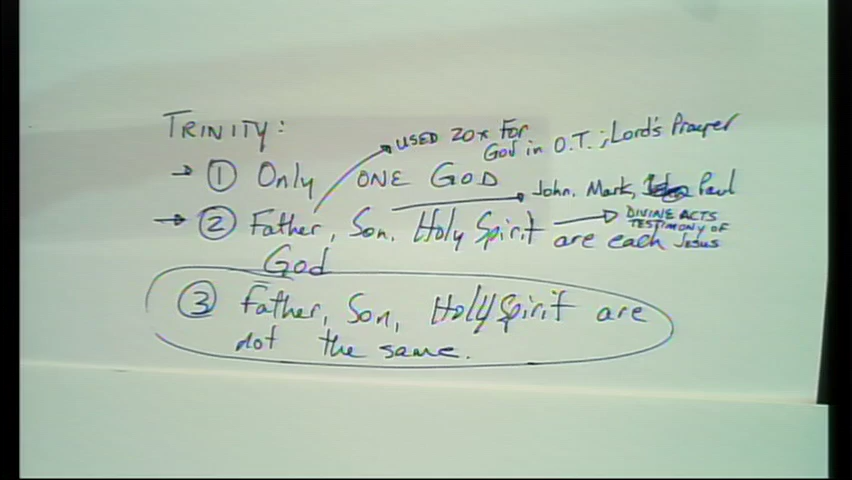 TRINITY:
USED 20x For
God in O.T.; Lord's Prayer
→ ① Only ONE GOD
John. Mark, Paul
→ ② Father, Son, Holy Spirit are each
DIVINE ACTS
TESTIMONY OF
Jesus
God
③ Father, Son, Holy Spirit are
not the same.